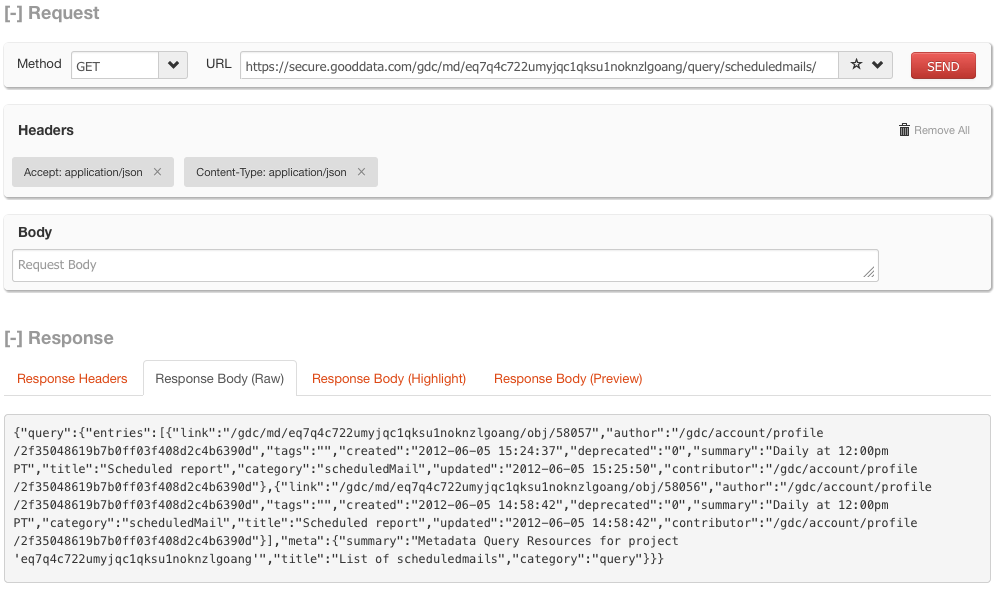 [-] Request
Method GET URL https://secure.gooddata.com/gdc/md/eq7q4c722umyjqc1qksu1noknzlgoang/query/scheduledmails/ SEND
Headers Remove All
Accept: application/json × Content-Type: application/json ×
Body
Request Body
[-] Response
Response Headers Response Body (Raw) Response Body (Highlight) Response Body (Preview)
{"query":{"entries":[{"link":"/gdc/md/eq7q4c722umyjqc1qksu1noknzlgoang/obj/58057","author":"/gdc/account/profile
/2f35048619b7b0ff03f408d2c4b6390d","tags":"","created":"2012-06-05 15:24:37","deprecated":"0","summary":"Daily at 12:00pm
PT","title":"Scheduled report","category":"scheduledMail","updated":"2012-06-05 15:25:50","contributor":"/gdc/account/profile
/2f35048619b7b0ff03f408d2c4b6390d"},{"link":"/gdc/md/eq7q4c722umyjqc1qksu1noknzlgoang/obj/58056","author":"/gdc/account/profile
/2f35048619b7b0ff03f408d2c4b6390d","tags":"","created":"2012-06-05 14:58:42","deprecated":"0","summary":"Daily at 12:00pm
PT","category":"scheduledMail","title":"Scheduled report","updated":"2012-06-05 14:58:42","contributor":"/gdc/account/profile
/2f35048619b7b0ff03f408d2c4b6390d"}],"meta":{"summary":"Metadata Query Resources for project
'eq7q4c722umyjqc1qksu1noknzlgoang'","title":"List of scheduledmails","category":"query"}}}